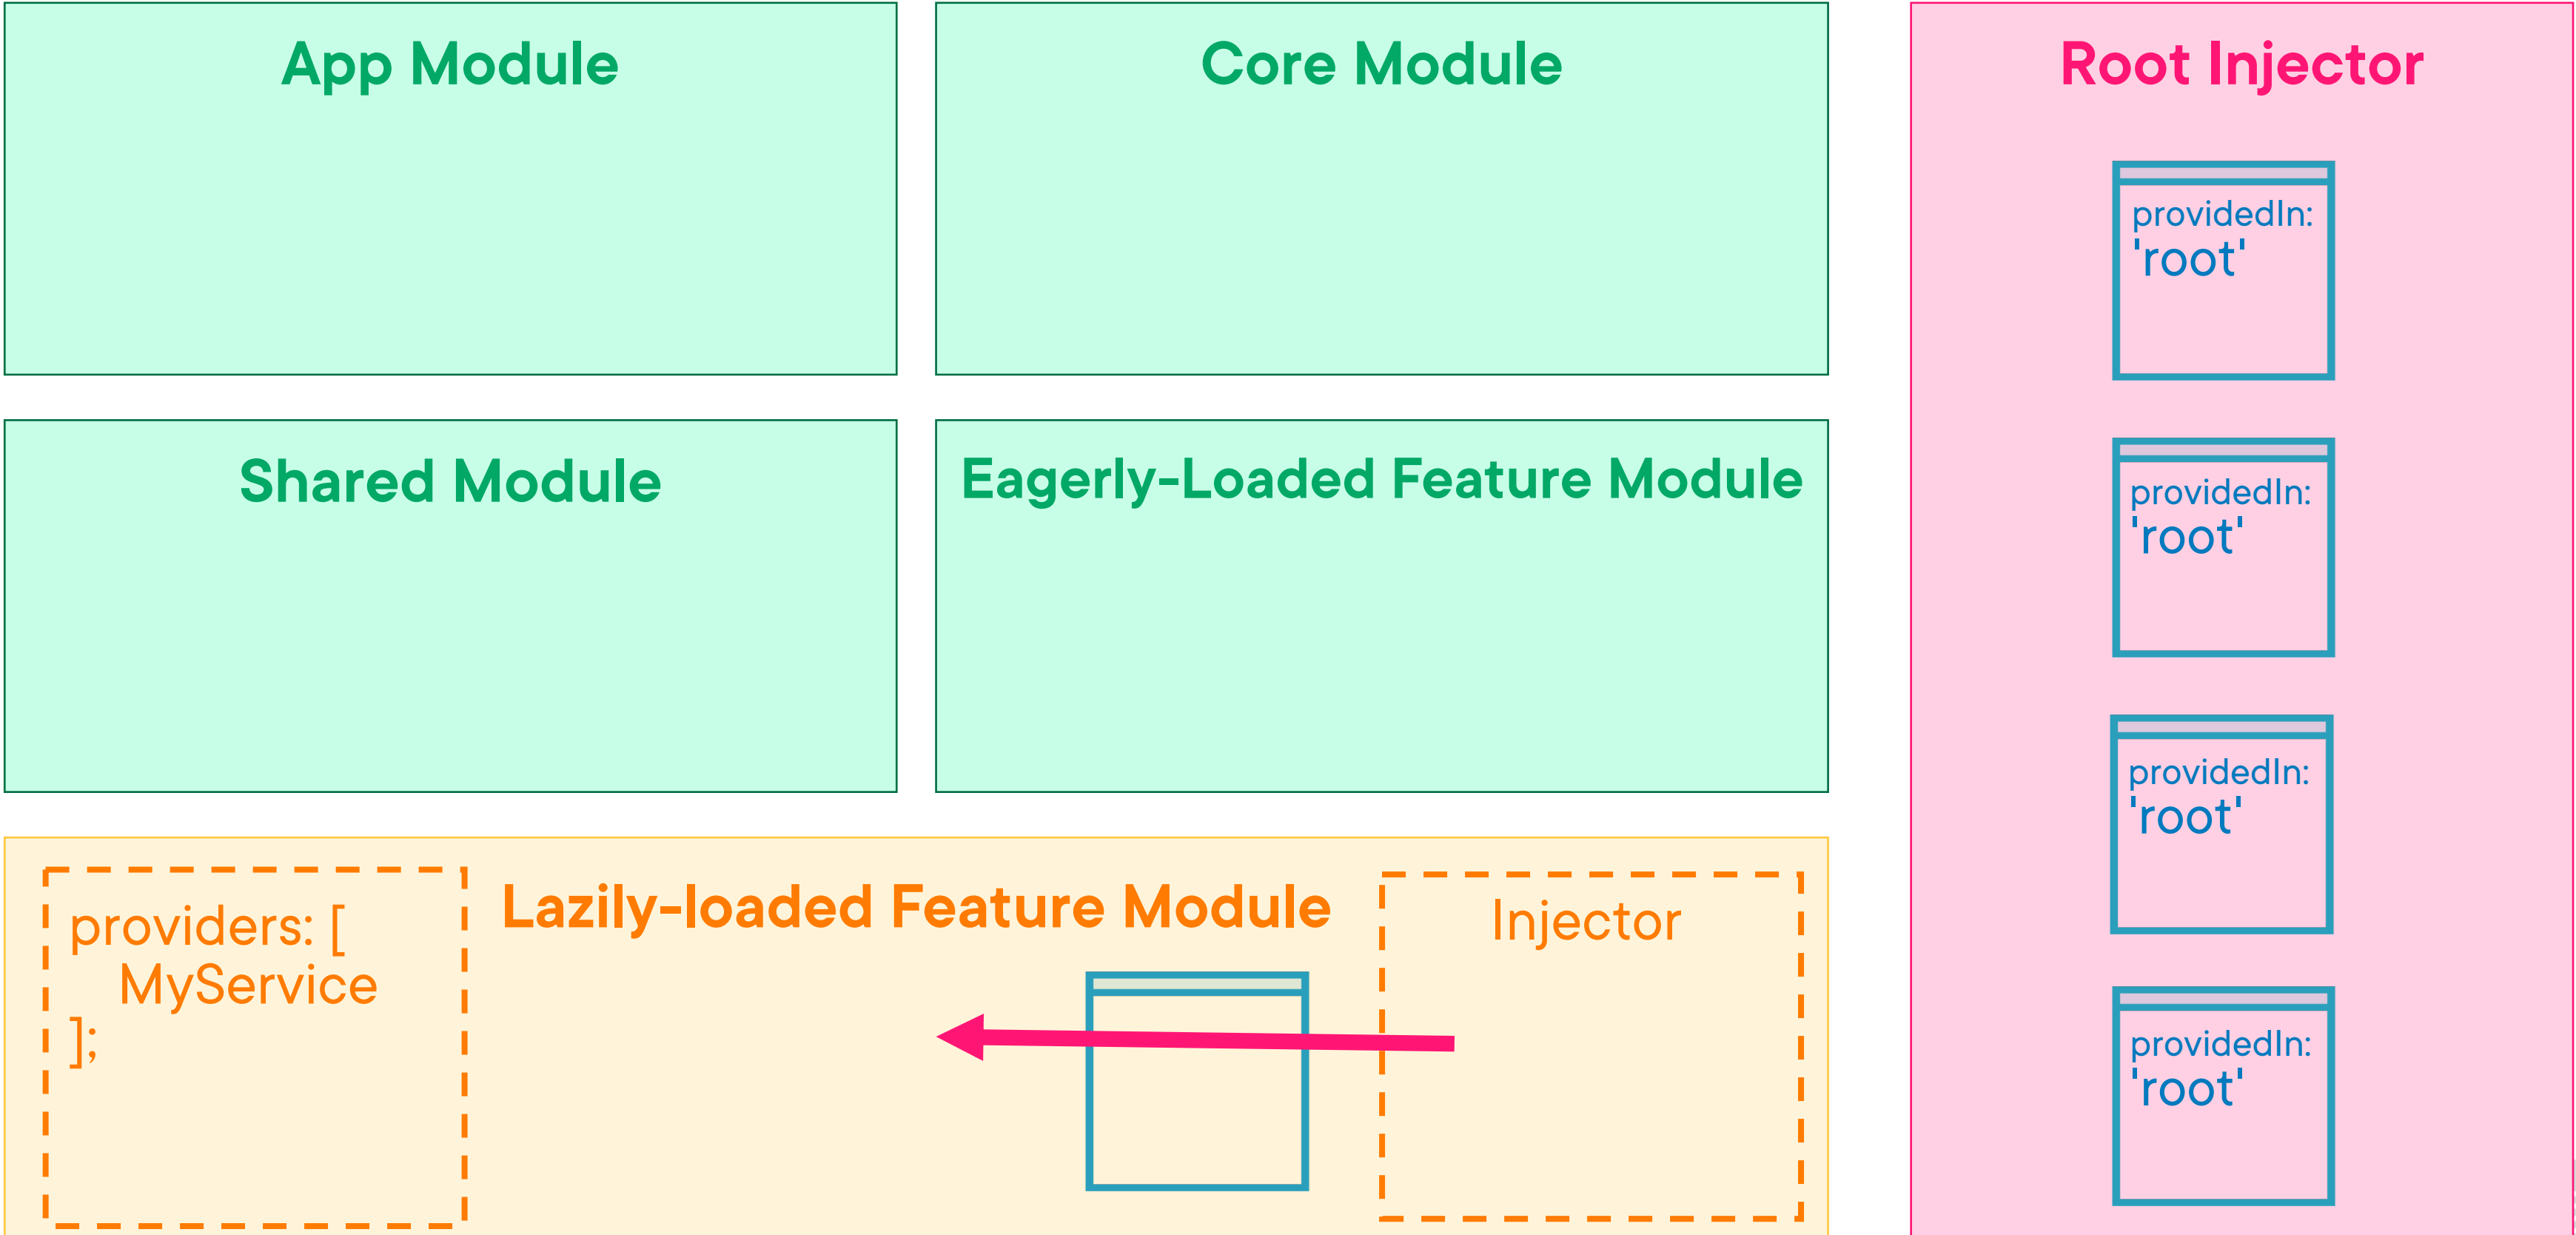 App Module
Core Module
Root Injector
providedIn:
'root'
Shared Module
Eagerly-Loaded Feature Module
providedIn:
'root'
providedIn:
'root'
Lazily-loaded Feature Module
providers: [
MyService
];
Injector
providedIn:
'root'